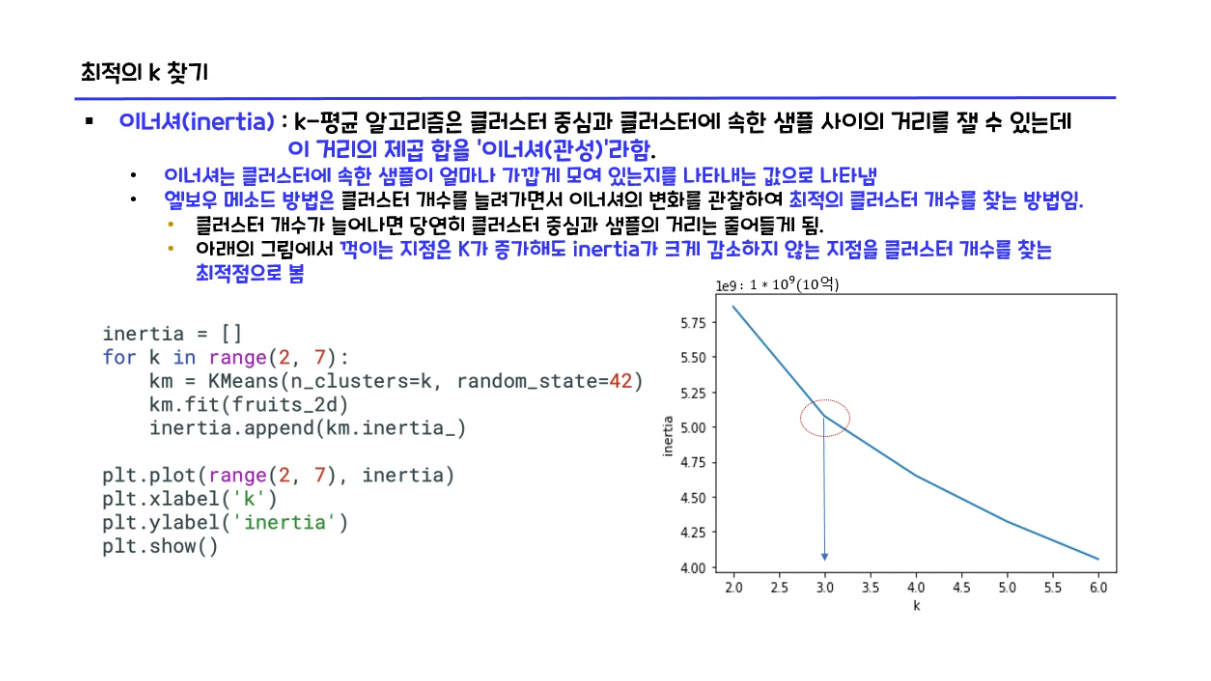 최적의 k 찾기
▪ 이너셔(inertia) : k-평균 알고리즘은 클러스터 중심과 클러스터에 속한 샘플 사이의 거리를 잴 수 있는데
이 거리의 제곱 합을 '이너셔(관성)'라함.
• 이너셔는 클러스터에 속한 샘플이 얼마나 가깝게 모여 있는지를 나타내는 값으로 나타냄
• 엘보우 메소드 방법은 클러스터 개수를 늘려가면서 이너셔의 변화를 관찰하여 최적의 클러스터 개수를 찾는 방법임.
• 클러스터 개수가 늘어나면 당연히 클러스터 중심과 샘플의 거리는 줄어들게 됨.
• 아래의 그림에서 꺽이는 지점은 K가 증가해도 inertia가 크게 감소하지 않는 지점을 클러스터 개수를 찾는
최적점으로 봄
inertia = []
for k in range(2, 7):
    km = KMeans(n_clusters=k, random_state=42)
    km.fit(fruits_2d)
    inertia.append(km.inertia_)
plt.plot(range(2, 7), inertia)
plt.xlabel('k')
plt.ylabel('inertia')
plt.show()
1e9: 1 * 10⁹(10억)
5.75
5.50
5.25
5.00
4.75
4.50
4.25
4.00
inertia
2.0 2.5 3.0 3.5 4.0 4.5 5.0 5.5 6.0
k